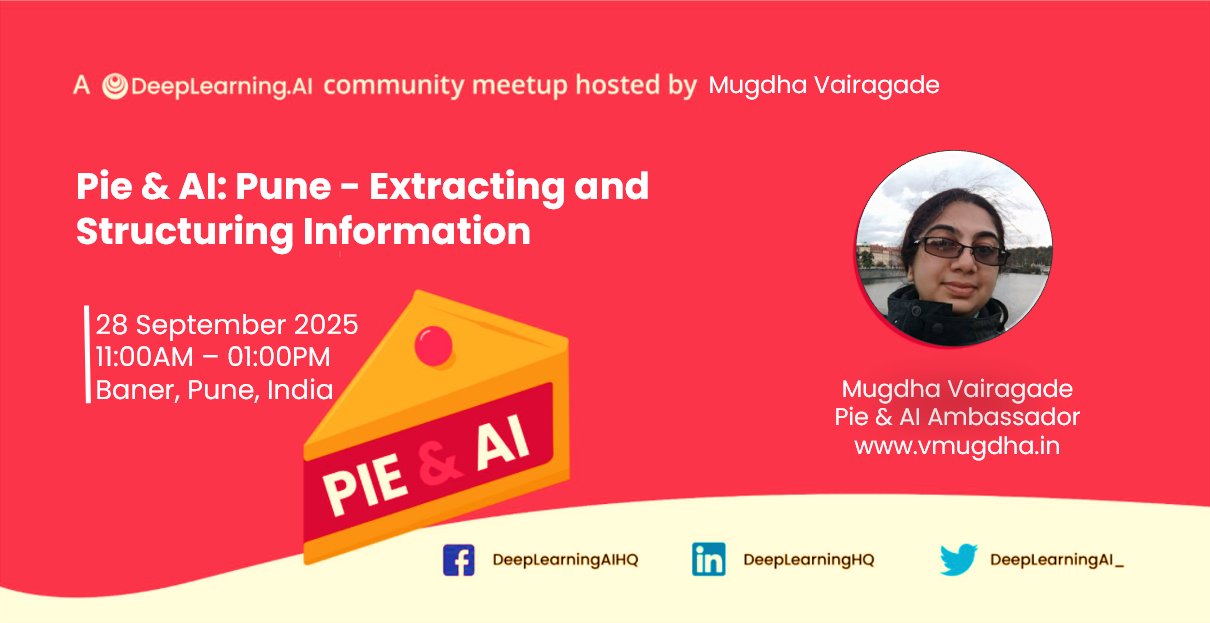 A DeepLearning.AI community meetup hosted by Mugdha Vairagade
Pie & AI: Pune - Extracting and
Structuring Information
28 September 2025
11:00AM – 01:00PM
Baner, Pune, India
PIE & AI
Mugdha Vairagade
Pie & AI Ambassador
www.vmugdha.in
DeepLearningAIHQ
DeepLearningHQ
DeepLearningAI_